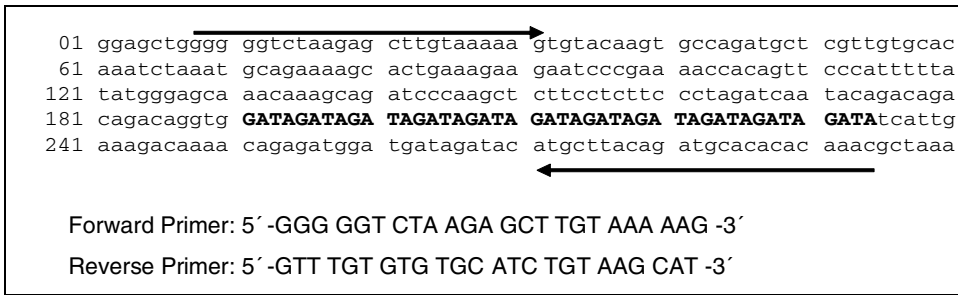 01 ggagctgggg ggtctaagag cttgtaaaaa gtgtacaagt gccagatgct cgttgtgcac
61 aaatctaaat gcagaaaagc actgaaagaa gaatcccgaa aaccacagtt cccattttta
121 tatgggagca aacaaagcag atcccaagct cttcctcttc cctagatcaa tacagacaga
181 cagacaggtg GATAGATAGA TAGATAGATA GATAGATAGA TAGATAGATA GATAtcattg
241 aaagacaaaa cagagatgga tgatagatac atgcttacag atgcacacac aaacgctaaa
Forward Primer: 5´-GGG GGT CTA AGA GCT TGT AAA AAG -3´
Reverse Primer: 5´-GTT TGT GTG TGC ATC TGT AAG CAT -3´